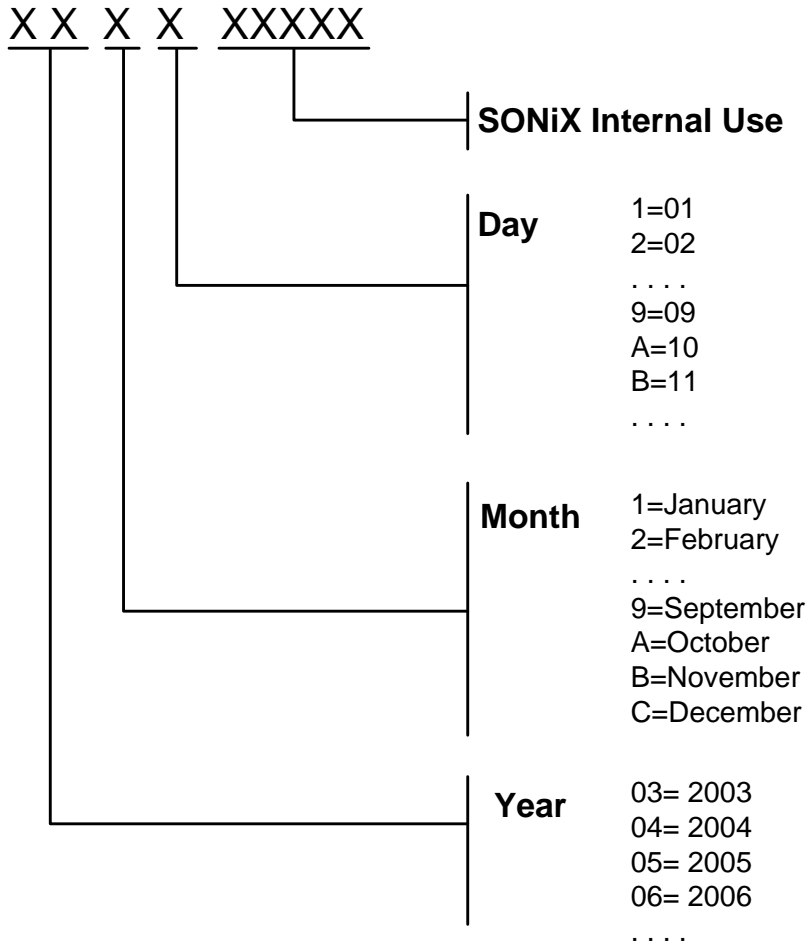 X X X X XXXXX
SONiX Internal Use
Day
1=01
2=02
. . . .
9=09
A=10
B=11
. . . .
Month
1=January
2=February
. . . .
9=September
A=October
B=November
C=December
Year
03= 2003
04= 2004
05= 2005
06= 2006
. . . .